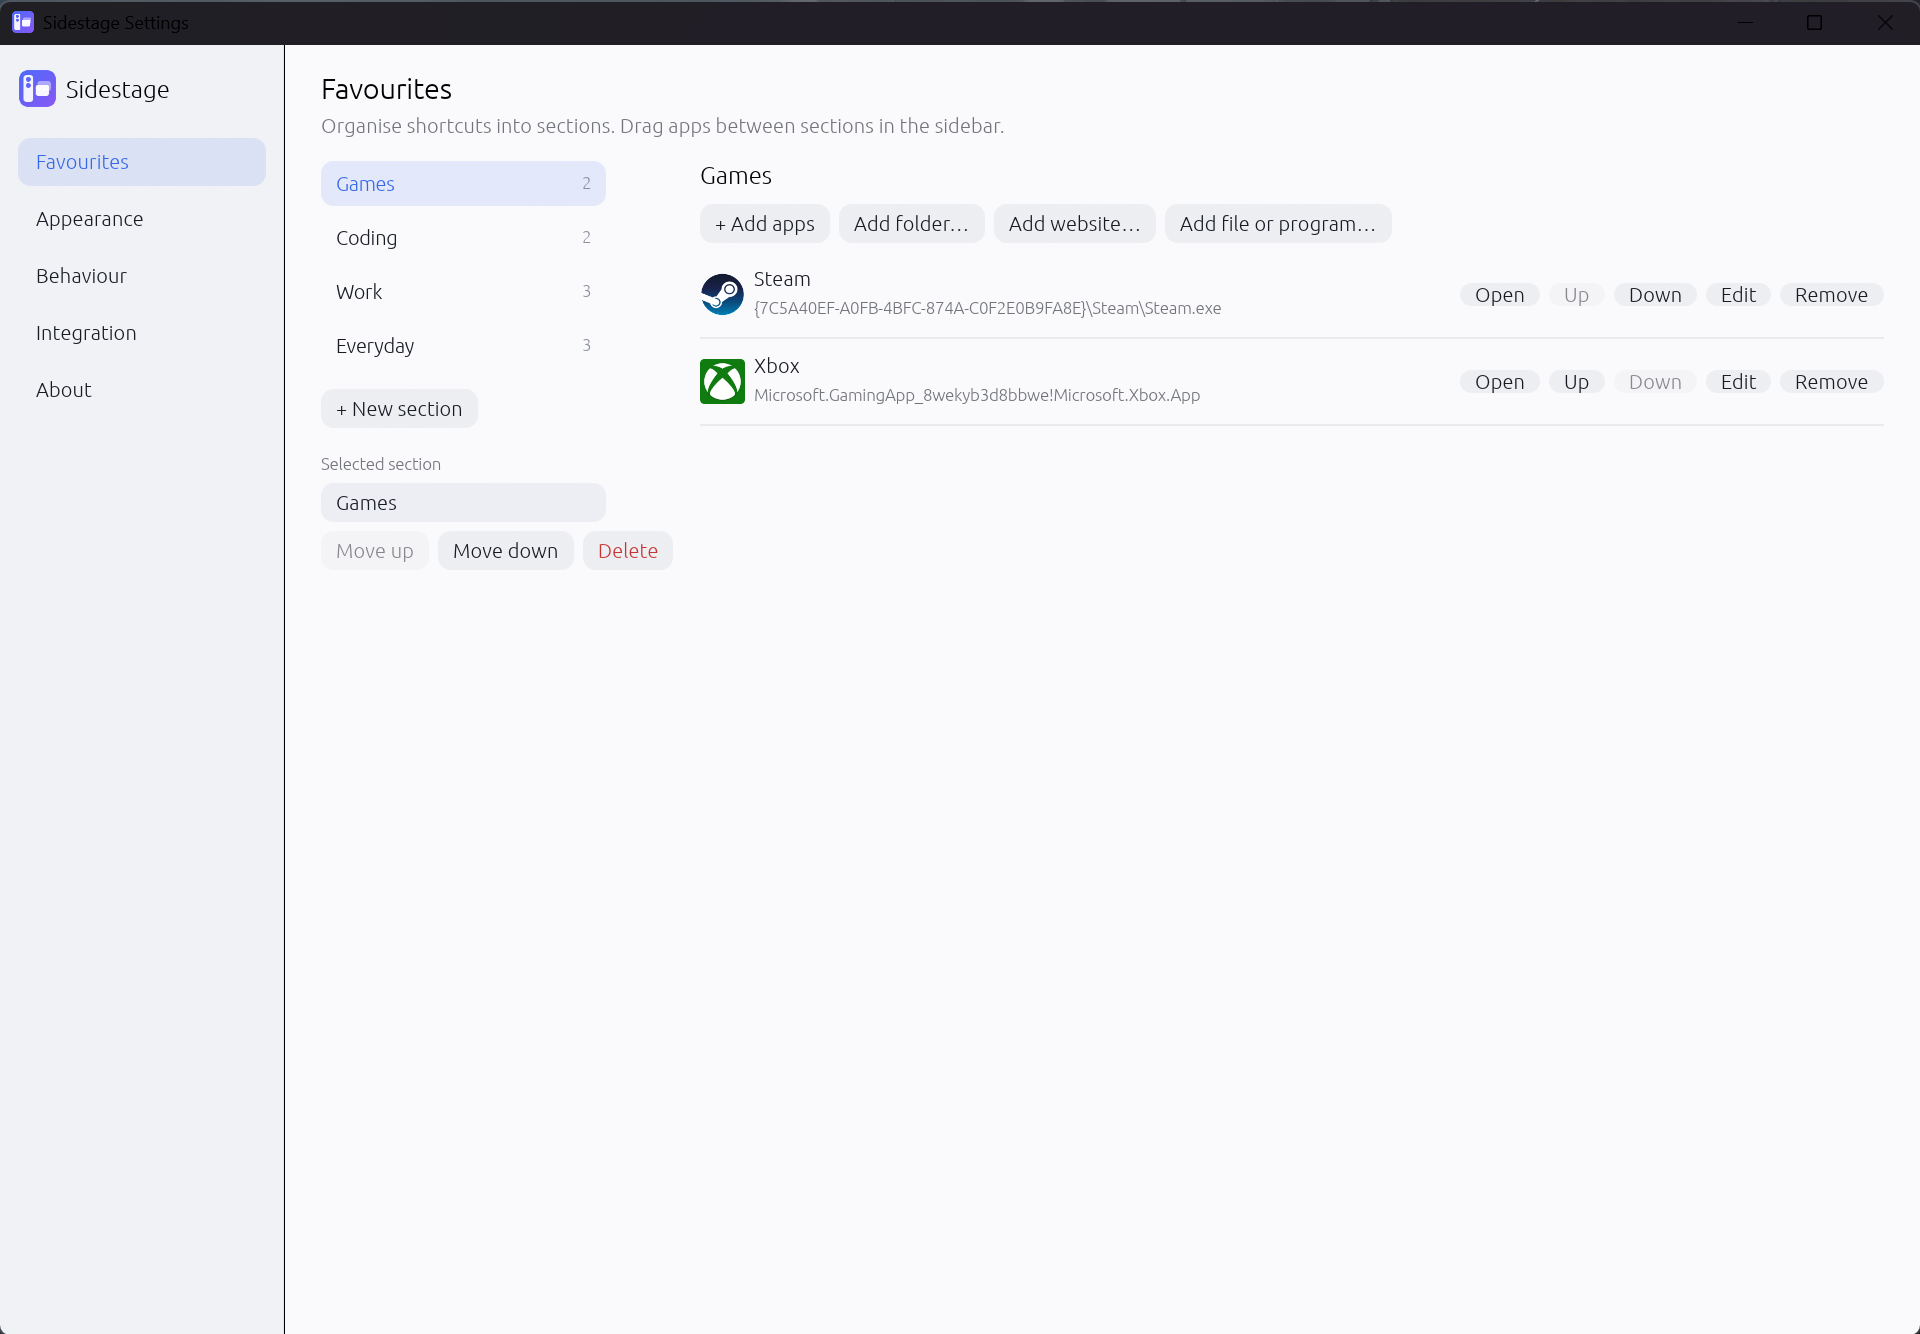 Sidestage Settings
Sidestage
Favourites
Appearance
Behaviour
Integration
About
Favourites
Organise shortcuts into sections. Drag apps between sections in the sidebar.
Games 2
Coding 2
Work 3
Everyday 3
+ New section
Selected section
Games
Move up Move down Delete
Games
+ Add apps Add folder... Add website... Add file or program...
Steam
{7C5A40EF-A0FB-4BFC-874A-C0F2E0B9FA8E}\Steam\Steam.exe
Open Up Down Edit Remove
Xbox
Microsoft.GamingApp_8wekyb3d8bbwe!Microsoft.Xbox.App
Open Up Down Edit Remove